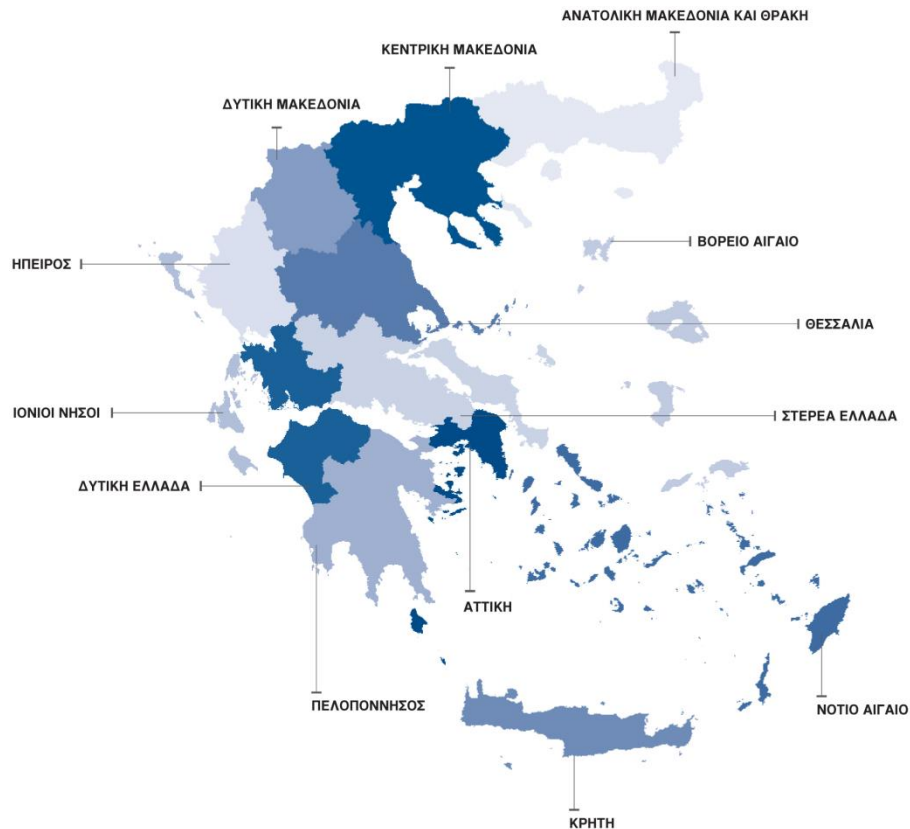 ΑΝΑΤΟΛΙΚΗ ΜΑΚΕΔΟΝΙΑ ΚΑΙ ΘΡΑΚΗ
ΚΕΝΤΡΙΚΗ ΜΑΚΕΔΟΝΙΑ
ΔΥΤΙΚΗ ΜΑΚΕΔΟΝΙΑ
ΒΟΡΕΙΟ ΑΙΓΑΙΟ
ΗΠΕΙΡΟΣ
ΘΕΣΣΑΛΙΑ
ΙΟΝΙΟΙ ΝΗΣΟΙ
ΣΤΕΡΕΑ ΕΛΛΑΔΑ
ΔΥΤΙΚΗ ΕΛΛΑΔΑ
ΑΤΤΙΚΗ
ΠΕΛΟΠΟΝΝΗΣΟΣ
ΝΟΤΙΟ ΑΙΓΑΙΟ
ΚΡΗΤΗ